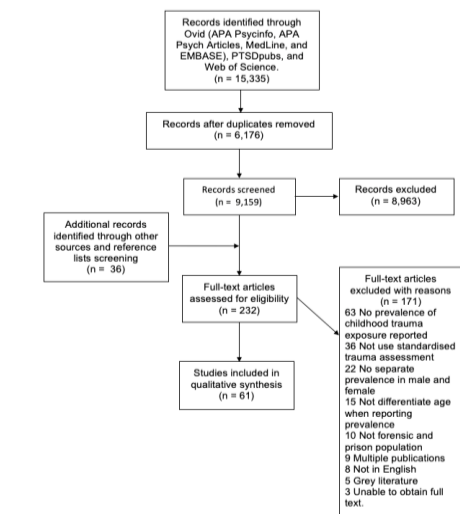 Records identified through
Ovid (APA Psycinfo, APA
Psych Articles, MedLine, and
EMBASE), PTSDpubs, and
Web of Science.
(n = 15,335)
Records after duplicates removed
(n = 6,176)
Records screened
(n = 9,159)
Records excluded
(n = 8,963)
Additional records
identified through other
sources and reference
lists screening
(n = 36)
Full-text articles
assessed for eligibility
(n = 232)
Full-text articles
excluded with reasons
(n = 171)
63 No prevalence of
childhood trauma
exposure reported
36 Not use standardised
trauma assessment
22 No separate
prevalence in male and
female
15 Not differentiate age
when reporting
prevalence
10 Not forensic and
prison population
9 Multiple publications
8 Not in English
5 Grey literature
3 Unable to obtain full
text.
Studies included in
qualitative synthesis
(n = 61)